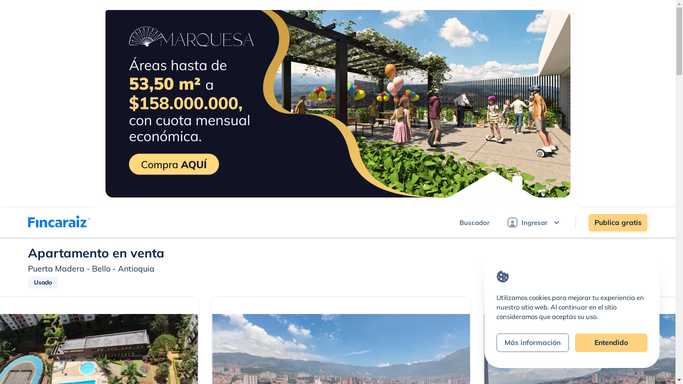 MARQUESA
Áreas hasta de
53,50 m² a
$158.000.000,
con cuota mensual
económica.
Compra AQUÍ
Fincaraiz
Buscador
Ingresar
Publica gratis
Apartamento en venta
Puerta Madera - Bello - Antioquia
Usado
Utilizamos cookies para mejorar tu experiencia en
nuestro sitio web. Al continuar en el sitio
consideramos que aceptas su uso.
Más información
Entendido